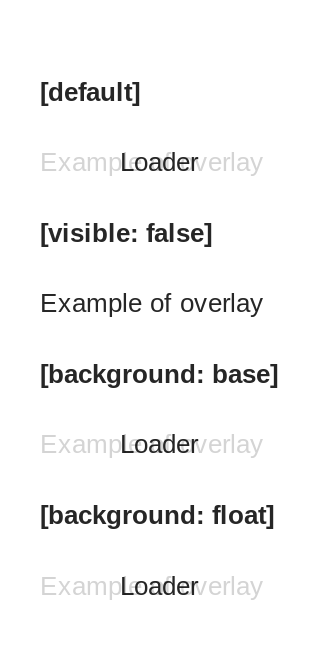 [default]
Example of overlay
Loader
[visible: false]
Example of overlay
[background: base]
Example of overlay
Loader
[background: float]
Example of overlay
Loader